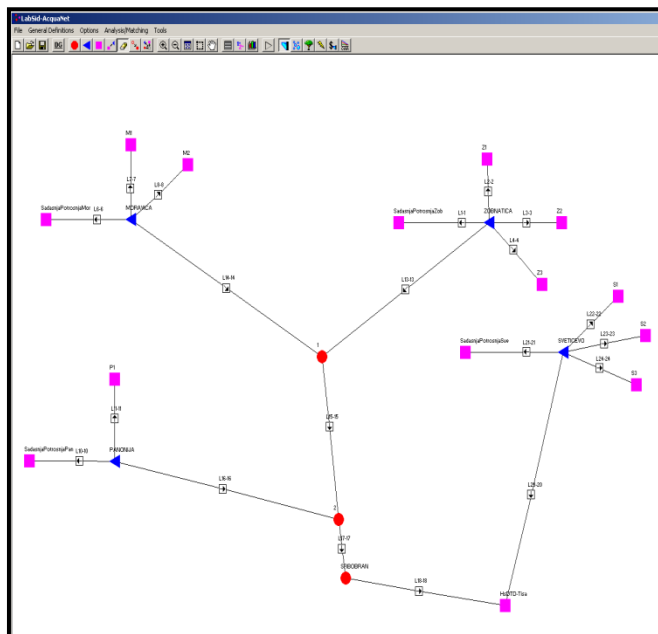 LabSid-AcquaNet
File General Definitions Options Analysis/Matching Tools
M1
M2
L7-7
L8-8
SadasnjaPotrosnjaMor
L6-6
MORAVICA
Z1
L2-2
SadasnjaPotrosnjaZob
L1-1
ZOBNATICA
L3-3
Z2
L4-4
Z3
L14-14
L13-13
S1
L22-22
S2
L23-23
SadasnjaPotrosnjaSve
L21-21
SVETICEVO
L24-24
S3
1
P1
L11-11
L15-15
SadasnjaPotrosnjaPan
L10-10
PANONIJA
L16-16
2
L17-17
SRBOBRAN
L18-18
HsDTD-Tisa